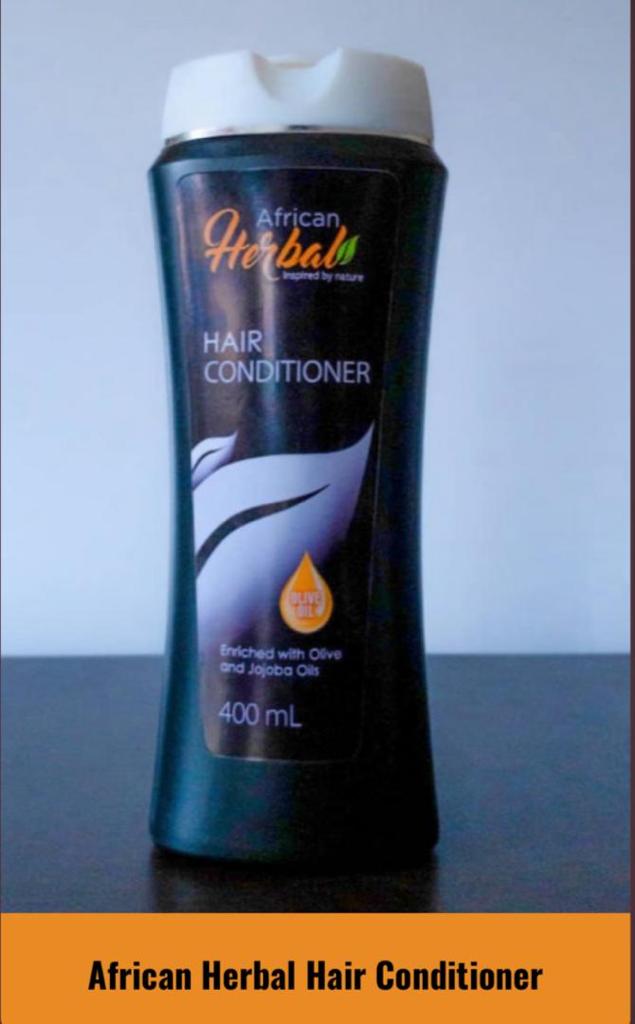 African
Herbal
Inspired by nature
HAIR
CONDITIONER
OLIVE
OIL
Enriched with Olive
and Jojoba Oils
400 mL
African Herbal Hair Conditioner